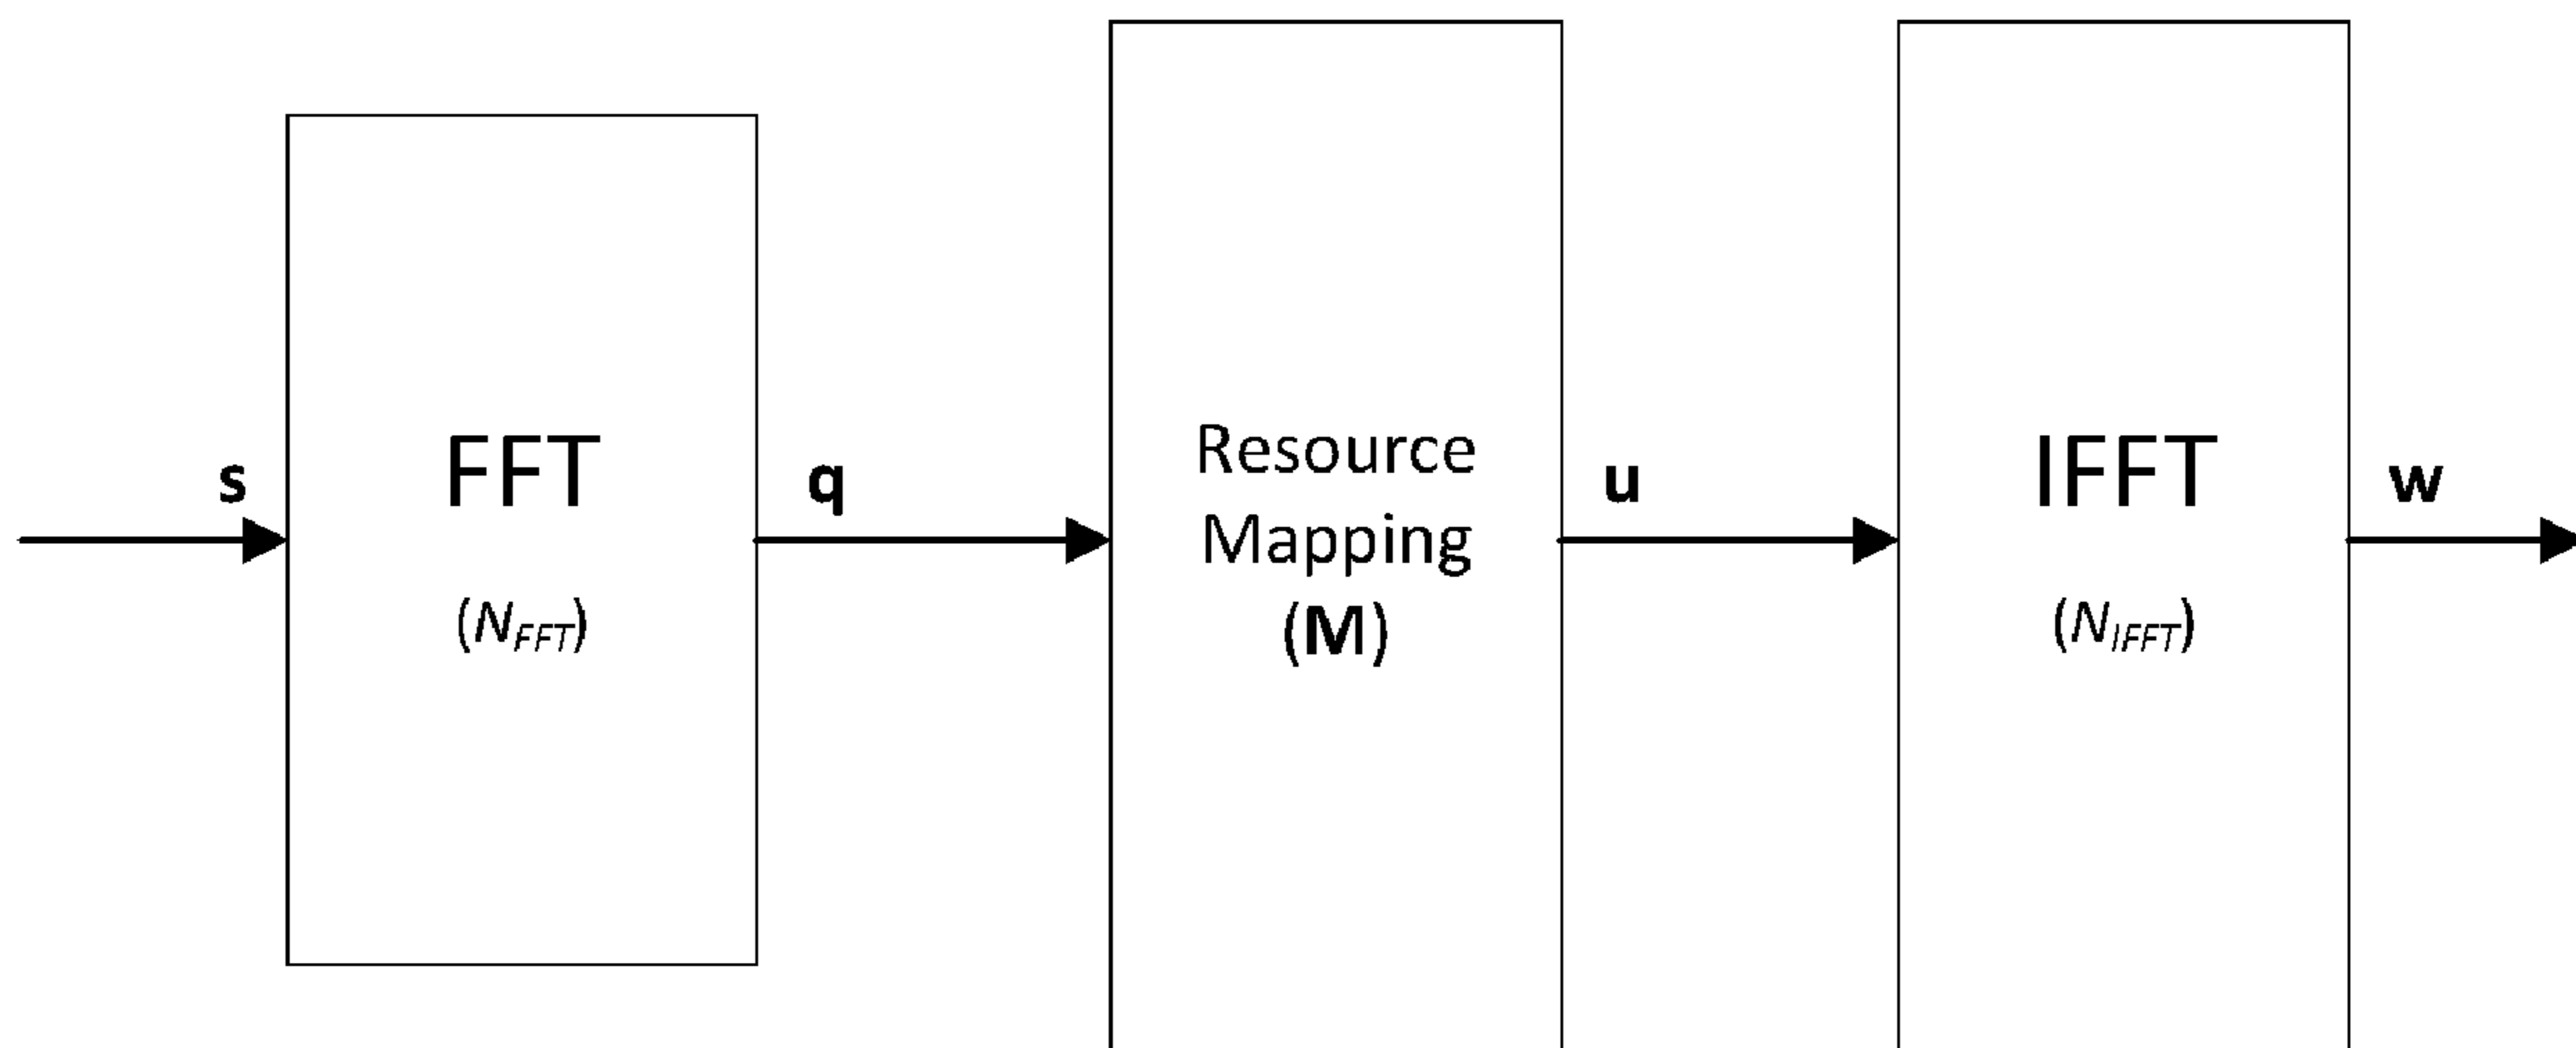 s
FFT
(N_FFT)
q
Resource
Mapping
(M)
u
IFFT
(N_IFFT)
w